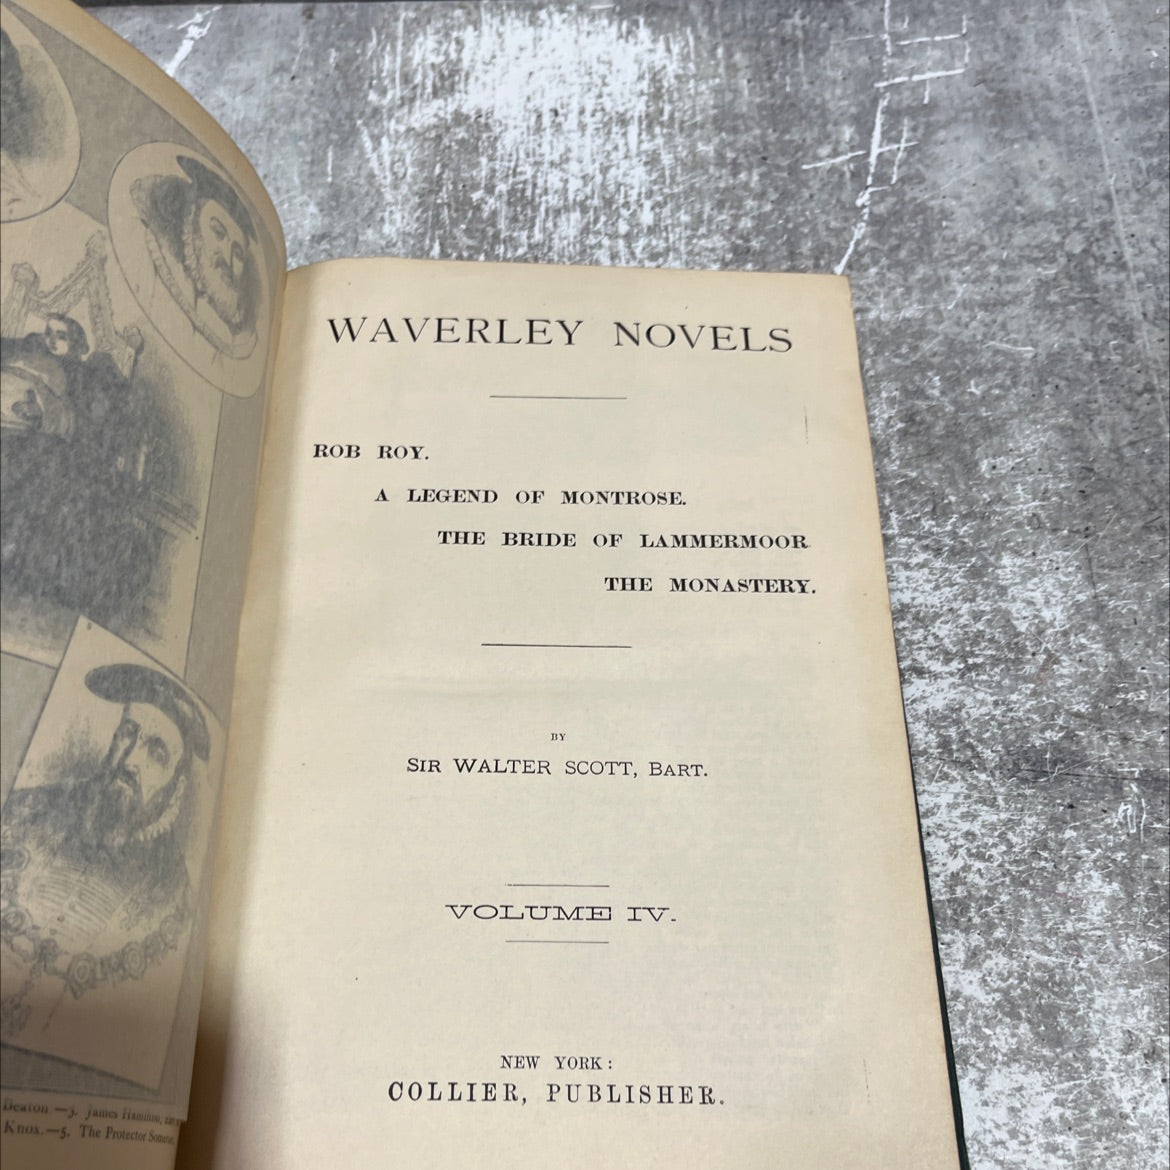 WAVERLEY NOVELS
ROB ROY.
A LEGEND OF MONTROSE.
THE BRIDE OF LAMMERMOOR
THE MONASTERY.
BY
SIR WALTER SCOTT, BART.
VOLUME IV.
NEW YORK:
COLLIER, PUBLISHER.
Beaton.—3. James Hamilton,
Knox.—5. The Protector Somerset,